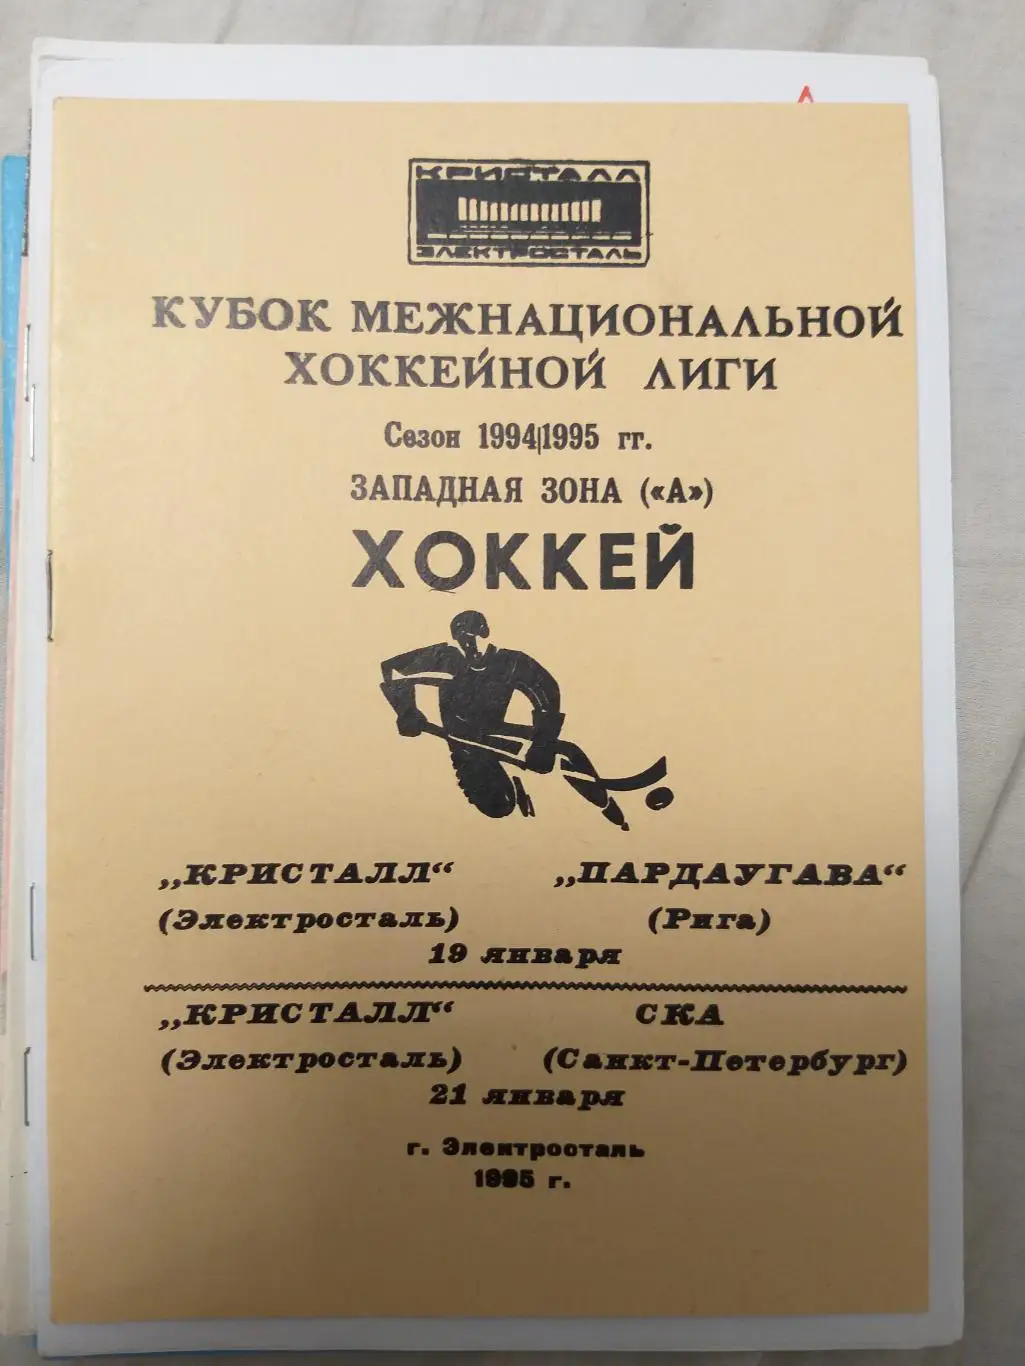 КРИСТАЛЛ
ЭЛЕКТРОСТАЛЬ
КУБОК МЕЖНАЦИОНАЛЬНОЙ
ХОККЕЙНОЙ ЛИГИ
Сезон 1994|1995 гг.
ЗАПАДНАЯ ЗОНА («А»)
ХОККЕЙ
„КРИСТАЛЛ“ „ПАРДАУГАВА“
(Электросталь) (Рига)
19 января
„КРИСТАЛЛ“ СКА
(Электросталь) (Санкт-Петербург)
21 января
г. Электросталь
1995 г.